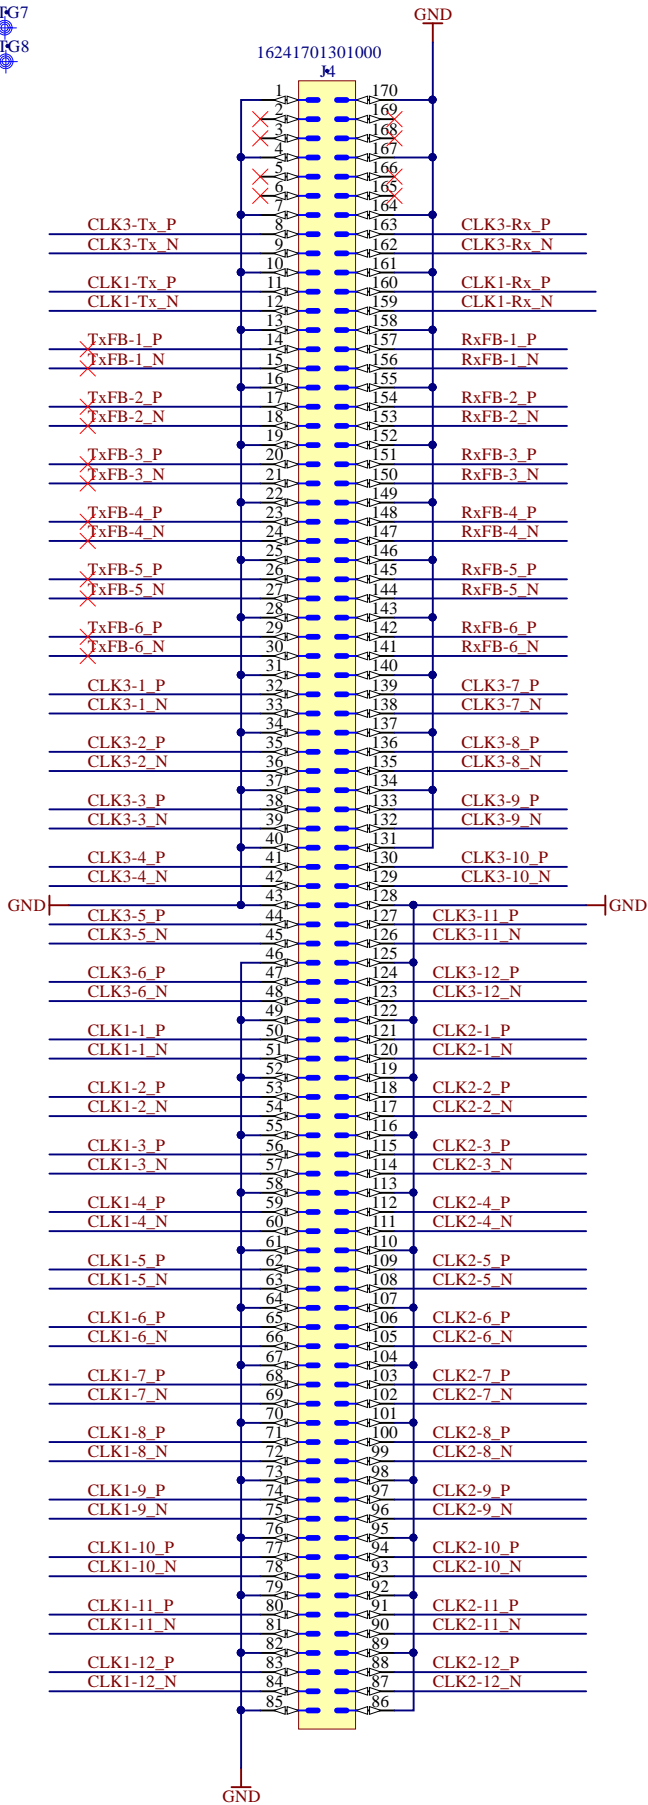 TG7
TG8
GND
16241701301000
J4
1 170
2 169
3 168
4 167
5 166
6 165
7 164
CLK3-Tx_P 8 163 CLK3-Rx_P
CLK3-Tx_N 9 162 CLK3-Rx_N
10 161
CLK1-Tx_P 11 160 CLK1-Rx_P
CLK1-Tx_N 12 159 CLK1-Rx_N
13 158
TxFB-1_P 14 157 RxFB-1_P
TxFB-1_N 15 156 RxFB-1_N
16 155
TxFB-2_P 17 154 RxFB-2_P
TxFB-2_N 18 153 RxFB-2_N
19 152
TxFB-3_P 20 151 RxFB-3_P
TxFB-3_N 21 150 RxFB-3_N
22 149
TxFB-4_P 23 148 RxFB-4_P
TxFB-4_N 24 147 RxFB-4_N
25 146
TxFB-5_P 26 145 RxFB-5_P
TxFB-5_N 27 144 RxFB-5_N
28 143
TxFB-6_P 29 142 RxFB-6_P
TxFB-6_N 30 141 RxFB-6_N
31 140
CLK3-1_P 32 139 CLK3-7_P
CLK3-1_N 33 138 CLK3-7_N
34 137
CLK3-2_P 35 136 CLK3-8_P
CLK3-2_N 36 135 CLK3-8_N
37 134
CLK3-3_P 38 133 CLK3-9_P
CLK3-3_N 39 132 CLK3-9_N
40 131
CLK3-4_P 41 130 CLK3-10_P
CLK3-4_N 42 129 CLK3-10_N
GND 43 128 GND
CLK3-5_P 44 127 CLK3-11_P
CLK3-5_N 45 126 CLK3-11_N
46 125
CLK3-6_P 47 124 CLK3-12_P
CLK3-6_N 48 123 CLK3-12_N
49 122
CLK1-1_P 50 121 CLK2-1_P
CLK1-1_N 51 120 CLK2-1_N
52 119
CLK1-2_P 53 118 CLK2-2_P
CLK1-2_N 54 117 CLK2-2_N
55 116
CLK1-3_P 56 115 CLK2-3_P
CLK1-3_N 57 114 CLK2-3_N
58 113
CLK1-4_P 59 112 CLK2-4_P
CLK1-4_N 60 111 CLK2-4_N
61 110
CLK1-5_P 62 109 CLK2-5_P
CLK1-5_N 63 108 CLK2-5_N
64 107
CLK1-6_P 65 106 CLK2-6_P
CLK1-6_N 66 105 CLK2-6_N
67 104
CLK1-7_P 68 103 CLK2-7_P
CLK1-7_N 69 102 CLK2-7_N
70 101
CLK1-8_P 71 100 CLK2-8_P
CLK1-8_N 72 99 CLK2-8_N
73 98
CLK1-9_P 74 97 CLK2-9_P
CLK1-9_N 75 96 CLK2-9_N
76 95
CLK1-10_P 77 94 CLK2-10_P
CLK1-10_N 78 93 CLK2-10_N
79 92
CLK1-11_P 80 91 CLK2-11_P
CLK1-11_N 81 90 CLK2-11_N
82 89
CLK1-12_P 83 88 CLK2-12_P
CLK1-12_N 84 87 CLK2-12_N
85 86
GND